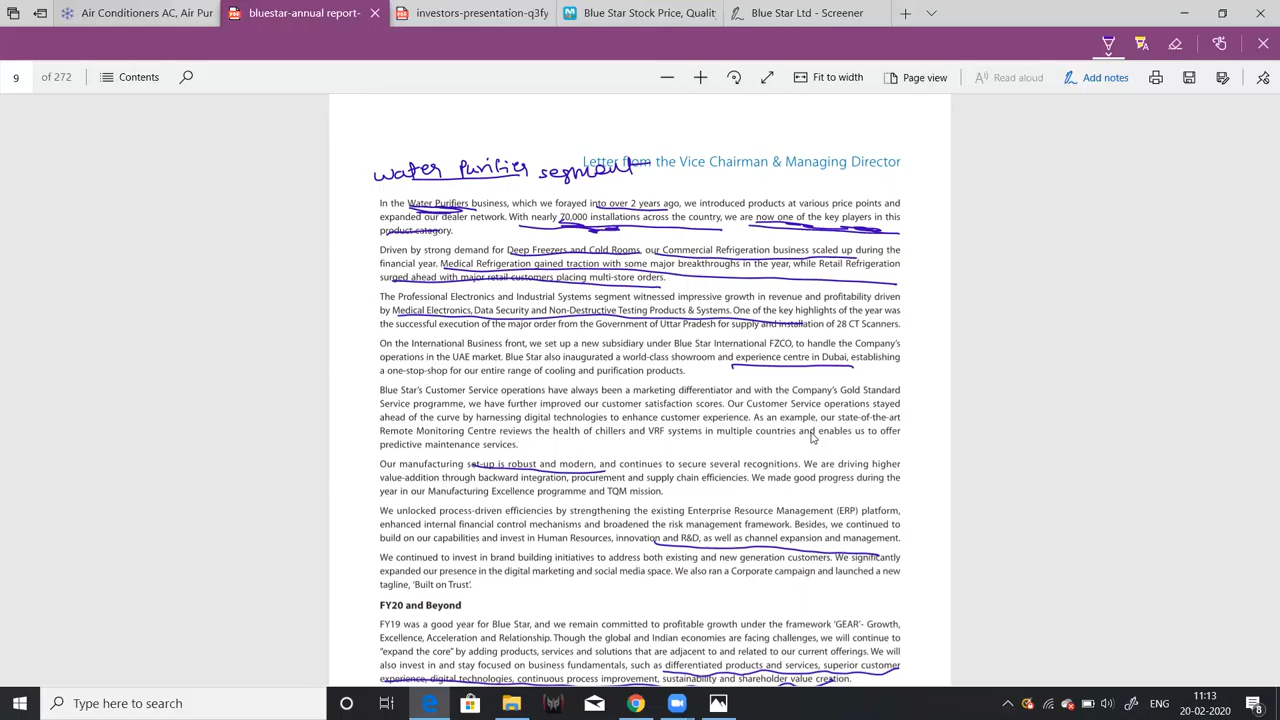 Air Conditioners AC, Air Pur
bluestar-annual report-
investors-presentation-q3fy
Blue Star Stock Price, Qualit
Blue Star Ltd - Screener
9 of 272
Contents
Fit to width
Page view
Read aloud
Add notes
water Purifier segment
Letter from the Vice Chairman & Managing Director
In the Water Purifiers business, which we forayed into over 2 years ago, we introduced products at various price points and
expanded our dealer network. With nearly 70,000 installations across the country, we are now one of the key players in this
product category.
Driven by strong demand for Deep Freezers and Cold Rooms, our Commercial Refrigeration business scaled up during the
financial year. Medical Refrigeration gained traction with some major breakthroughs in the year, while Retail Refrigeration
surged ahead with major retail customers placing multi-store orders.
The Professional Electronics and Industrial Systems segment witnessed impressive growth in revenue and profitability driven
by Medical Electronics, Data Security and Non-Destructive Testing Products & Systems. One of the key highlights of the year was
the successful execution of the major order from the Government of Uttar Pradesh for supply and installation of 28 CT Scanners.
On the International Business front, we set up a new subsidiary under Blue Star International FZCO, to handle the Company's
operations in the UAE market. Blue Star also inaugurated a world-class showroom and experience centre in Dubai, establishing
a one-stop-shop for our entire range of cooling and purification products.
Blue Star's Customer Service operations have always been a marketing differentiator and with the Company's Gold Standard
Service programme, we have further improved our customer satisfaction scores. Our Customer Service operations stayed
ahead of the curve by harnessing digital technologies to enhance customer experience. As an example, our state-of-the-art
Remote Monitoring Centre reviews the health of chillers and VRF systems in multiple countries and enables us to offer
predictive maintenance services.
Our manufacturing set-up is robust and modern, and continues to secure several recognitions. We are driving higher
value-addition through backward integration, procurement and supply chain efficiencies. We made good progress during the
year in our Manufacturing Excellence programme and TQM mission.
We unlocked process-driven efficiencies by strengthening the existing Enterprise Resource Management (ERP) platform,
enhanced internal financial control mechanisms and broadened the risk management framework. Besides, we continued to
build on our capabilities and invest in Human Resources, innovation and R&D, as well as channel expansion and management.
We continued to invest in brand building initiatives to address both existing and new generation customers. We significantly
expanded our presence in the digital marketing and social media space. We also ran a Corporate campaign and launched a new
tagline, 'Built on Trust'.
FY20 and Beyond
FY19 was a good year for Blue Star, and we remain committed to profitable growth under the framework 'GEAR'- Growth,
Excellence, Acceleration and Relationship. Though the global and Indian economies are facing challenges, we will continue to
"expand the core" by adding products, services and solutions that are adjacent to and related to our current offerings. We will
also invest in and stay focused on business fundamentals, such as differentiated products and services, superior customer
experience, digital technologies, continuous process improvement, sustainability and shareholder value creation.
Type here to search
ENG
11:13
20-02-2020
8